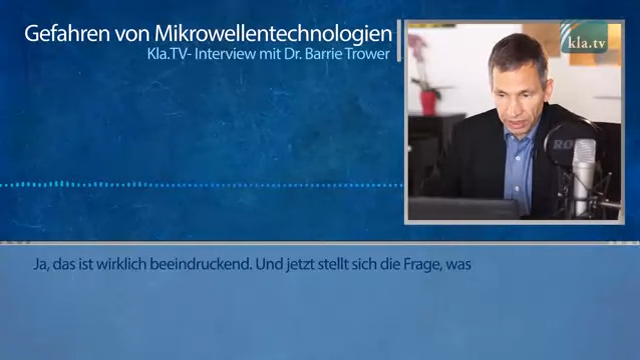 Gefahren von Mikrowellentechnologien
Kla.TV- Interview mit Dr. Barrie Trower
kla.tv
Ja, das ist wirklich beeindruckend. Und jetzt stellt sich die Frage, was